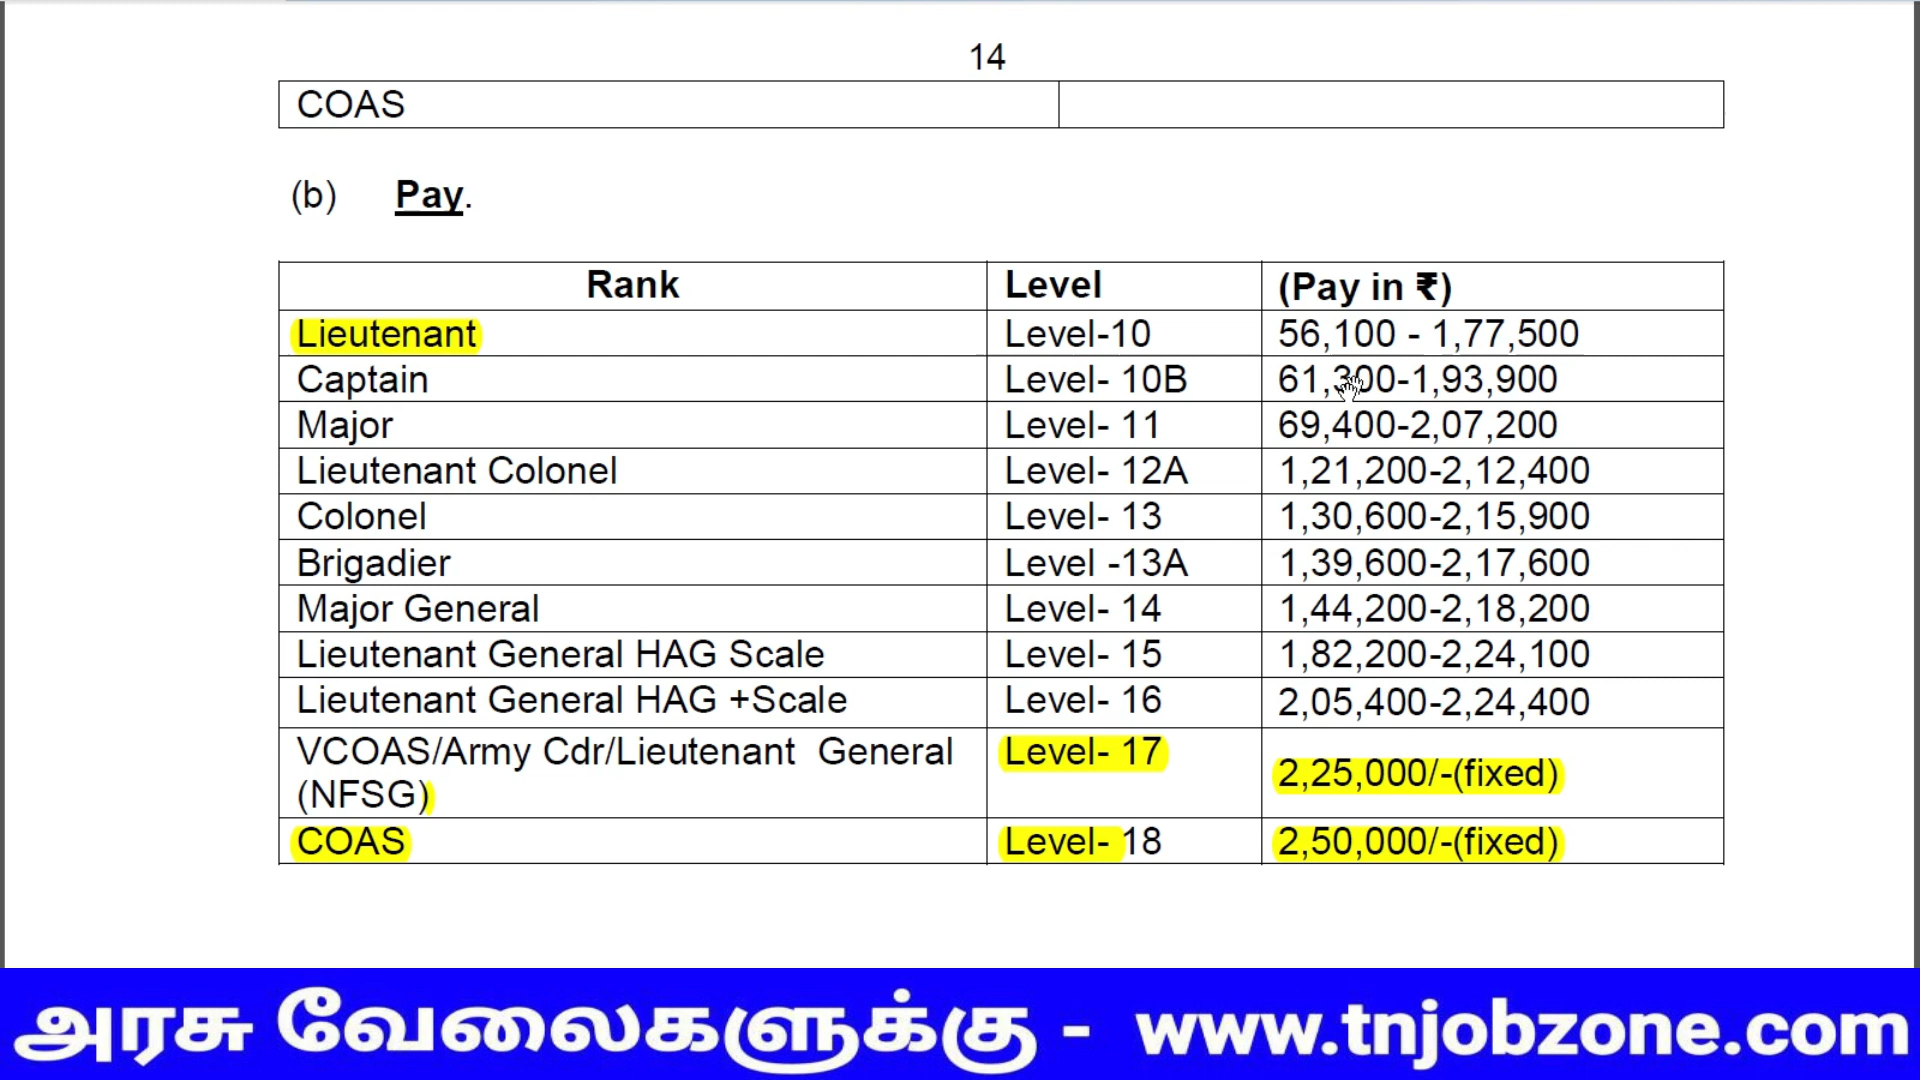 14
COAS
(b) Pay.
Rank Level (Pay in ₹)
Lieutenant Level-10 56,100 - 1,77,500
Captain Level- 10B 61,300-1,93,900
Major Level- 11 69,400-2,07,200
Lieutenant Colonel Level- 12A 1,21,200-2,12,400
Colonel Level- 13 1,30,600-2,15,900
Brigadier Level -13A 1,39,600-2,17,600
Major General Level- 14 1,44,200-2,18,200
Lieutenant General HAG Scale Level- 15 1,82,200-2,24,100
Lieutenant General HAG +Scale Level- 16 2,05,400-2,24,400
VCOAS/Army Cdr/Lieutenant General Level- 17 2,25,000/-(fixed)
(NFSG)
COAS Level- 18 2,50,000/-(fixed)
அரசு வேலைகளுக்கு - www.tnjobzone.com